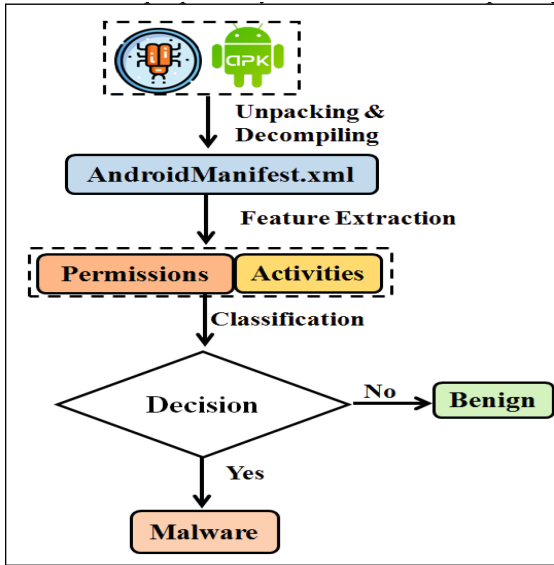 APK
Unpacking &
Decompiling
AndroidManifest.xml
Feature Extraction
Permissions Activities
Classification
Decision
No
Benign
Yes
Malware